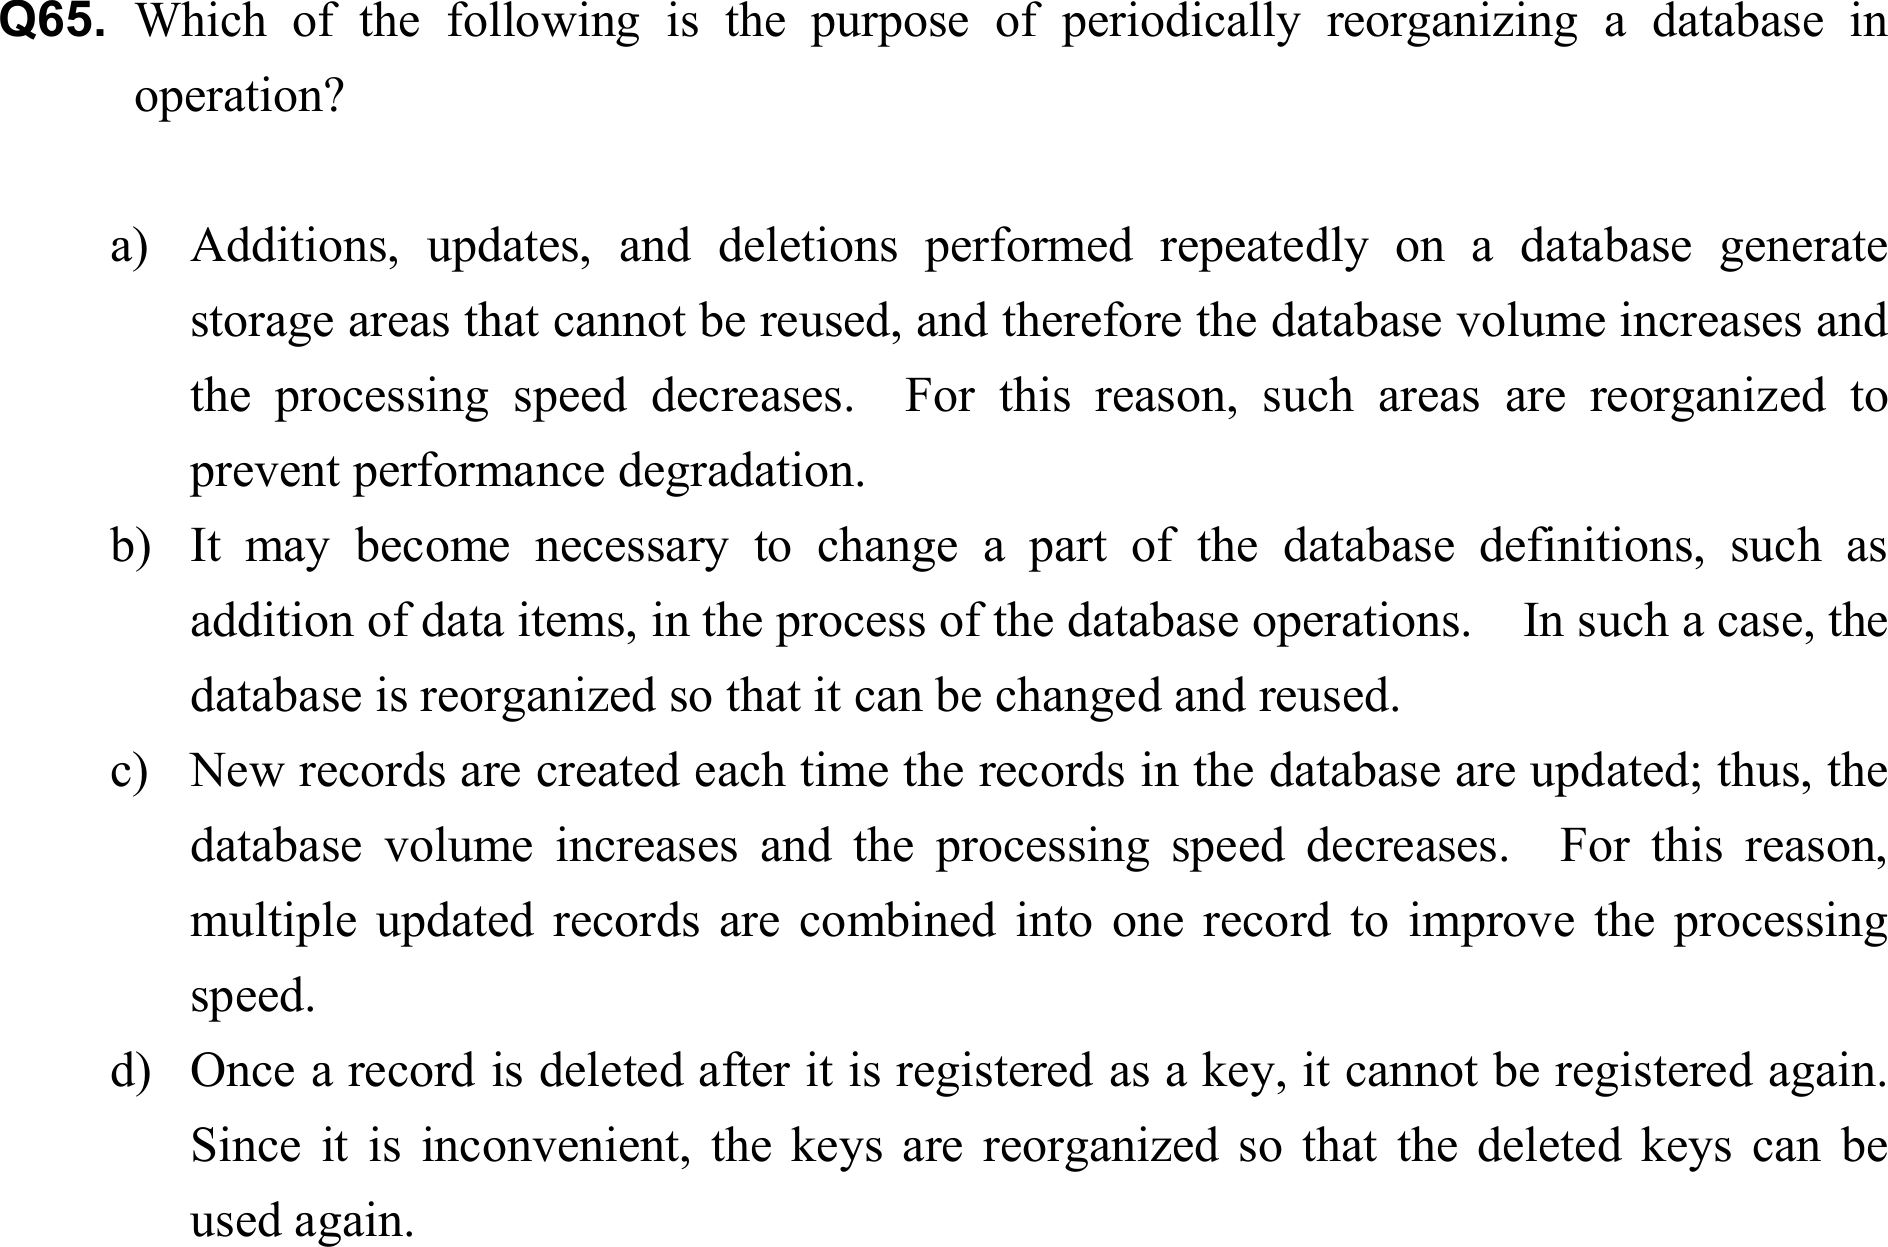 Q65. Which of the following is the purpose of periodically reorganizing a database in
operation?
a) Additions, updates, and deletions performed repeatedly on a database generate
storage areas that cannot be reused, and therefore the database volume increases and
the processing speed decreases. For this reason, such areas are reorganized to
prevent performance degradation.
b) It may become necessary to change a part of the database definitions, such as
addition of data items, in the process of the database operations. In such a case, the
database is reorganized so that it can be changed and reused.
c) New records are created each time the records in the database are updated; thus, the
database volume increases and the processing speed decreases. For this reason,
multiple updated records are combined into one record to improve the processing
speed.
d) Once a record is deleted after it is registered as a key, it cannot be registered again.
Since it is inconvenient, the keys are reorganized so that the deleted keys can be
used again.